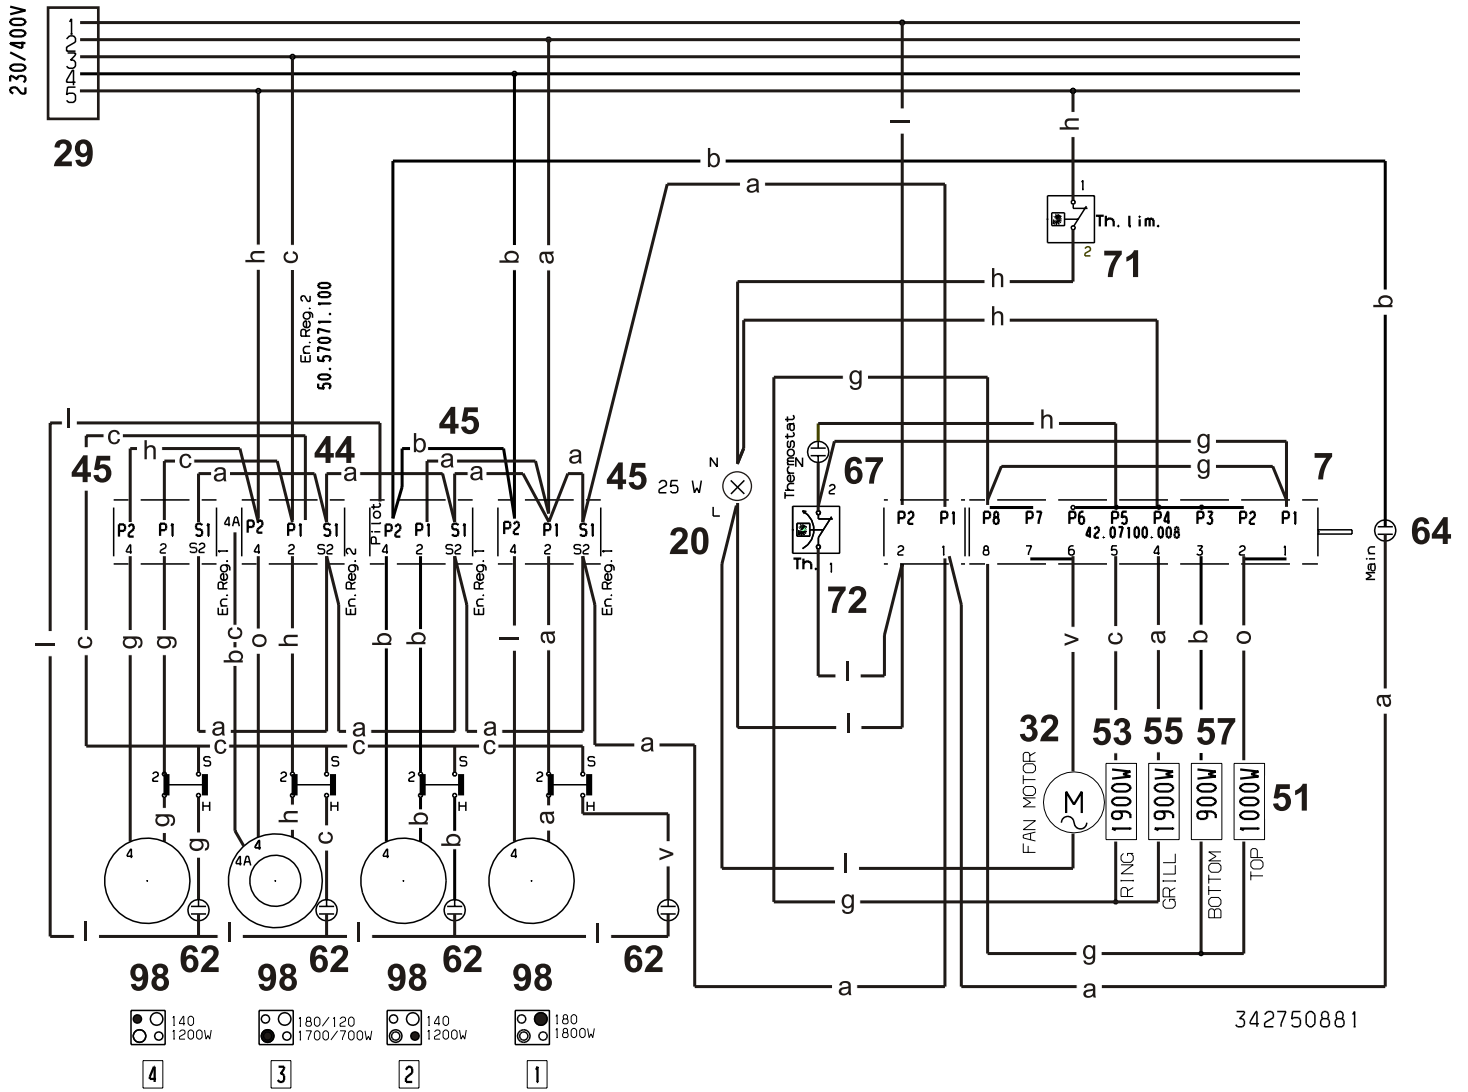 230/400V
1
2
3
4
5
29
b
a
l
h
1
Th. lim.
2
71
h
c
b
a
h
h
b
En. Reg. 2
50.57071.100
g
l
c
h
c
a
45
44
a
45
b
a
a
a
45
25 W
N
L
20
Thermostat
N
67
2
h
g
g
7
P2
P1
S1
4A
P2
P1
S1
Pilot
P2
P1
S1
P2
P1
S1
P2
P1
P8
P7
P6
P5
P4
P3
P2
P1
42.07100.008
4
2
S2
4
2
S2
4
2
S2
4
2
S2
2
1
8
7
6
5
4
3
2
1
En. Reg. 1
En. Reg. 2
En. Reg. 1
En. Reg. 1
Th. 1
72
Main
64
l
c
g
g
b-c
o
h
b
b
l
a
v
c
a
b
o
l
l
a
a
a
a
c
c
c
a
32
53
55
57
51
FAN MOTOR
M
1900W
1900W
900W
1000W
RING
GRILL
BOTTOM
TOP
2
S
H
2
S
H
2
S
H
2
S
H
g
g
h
c
b
b
a
v
4
4A
4
4
4
l
g
l
l
l
l
g
a
a
98
62
98
62
98
62
98
62
140
1200W
180/120
1700/700W
140
1200W
180
1800W
4
3
2
1
342750881